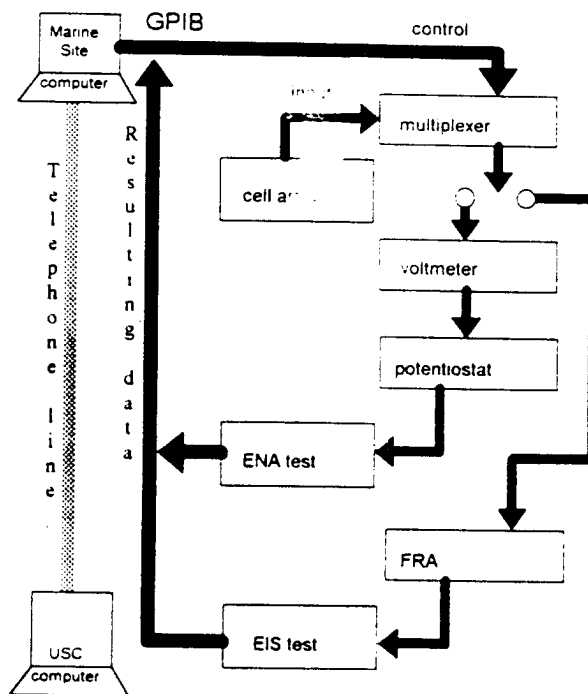 GPIB
Marine
Site
computer
control
multiplexer
cell
Telephone line
Resulting data
voltmeter
potentiostat
ENA test
FRA
EIS test
USC
computer